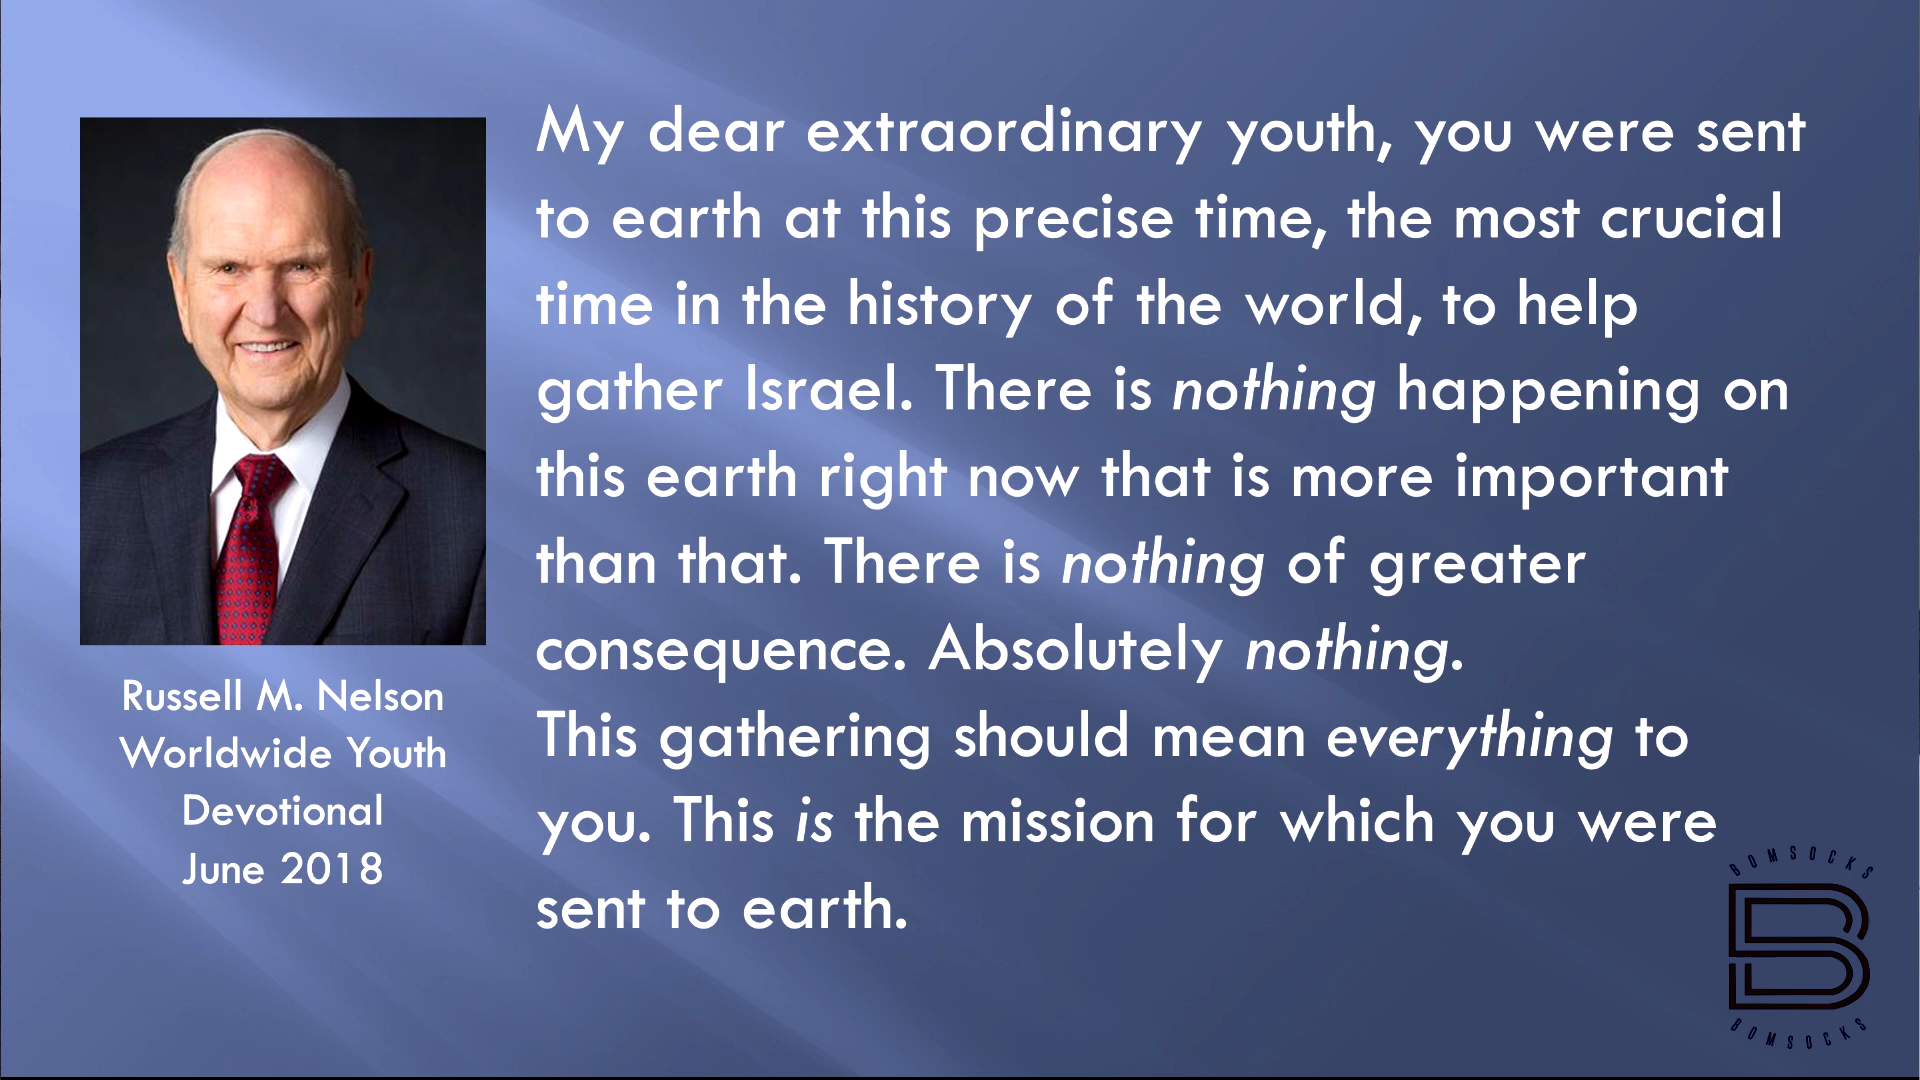 My dear extraordinary youth, you were sent
to earth at this precise time, the most crucial
time in the history of the world, to help
gather Israel. There is nothing happening on
this earth right now that is more important
than that. There is nothing of greater
consequence. Absolutely nothing.
This gathering should mean everything to
you. This is the mission for which you were
sent to earth.
Russell M. Nelson
Worldwide Youth
Devotional
June 2018
BOMSOCKS
B
BOMSOCKS